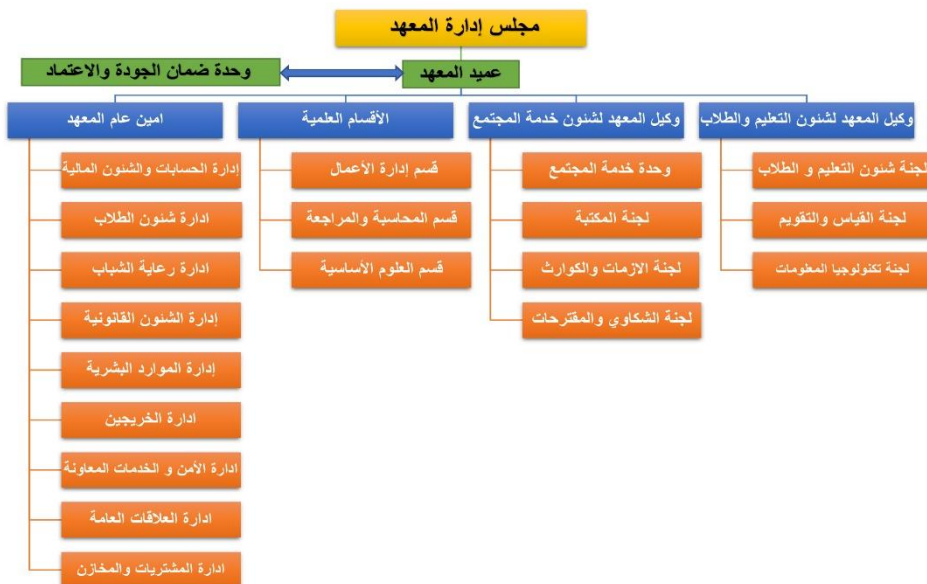 مجلس إدارة المعهد
عميد المعهد
وحدة ضمان الجودة والاعتماد
وكيل المعهد لشئون التعليم والطلاب
لجنة شئون التعليم و الطلاب
لجنة القياس والتقويم
لجنة تكنولوجيا المعلومات
وكيل المعهد لشئون خدمة المجتمع
وحدة خدمة المجتمع
لجنة المكتبة
لجنة الازمات والكوارث
لجنة الشكاوي والمقترحات
الأقسام العلمية
قسم إدارة الأعمال
قسم المحاسبة والمراجعة
قسم العلوم الأساسية
امين عام المعهد
إدارة الحسابات والشئون المالية
ادارة شئون الطلاب
ادارة رعاية الشباب
إدارة الشئون القانونية
إدارة الموارد البشرية
ادارة الخريجين
ادارة الأمن و الخدمات المعاونة
ادارة العلاقات العامة
ادارة المشتريات والمخازن